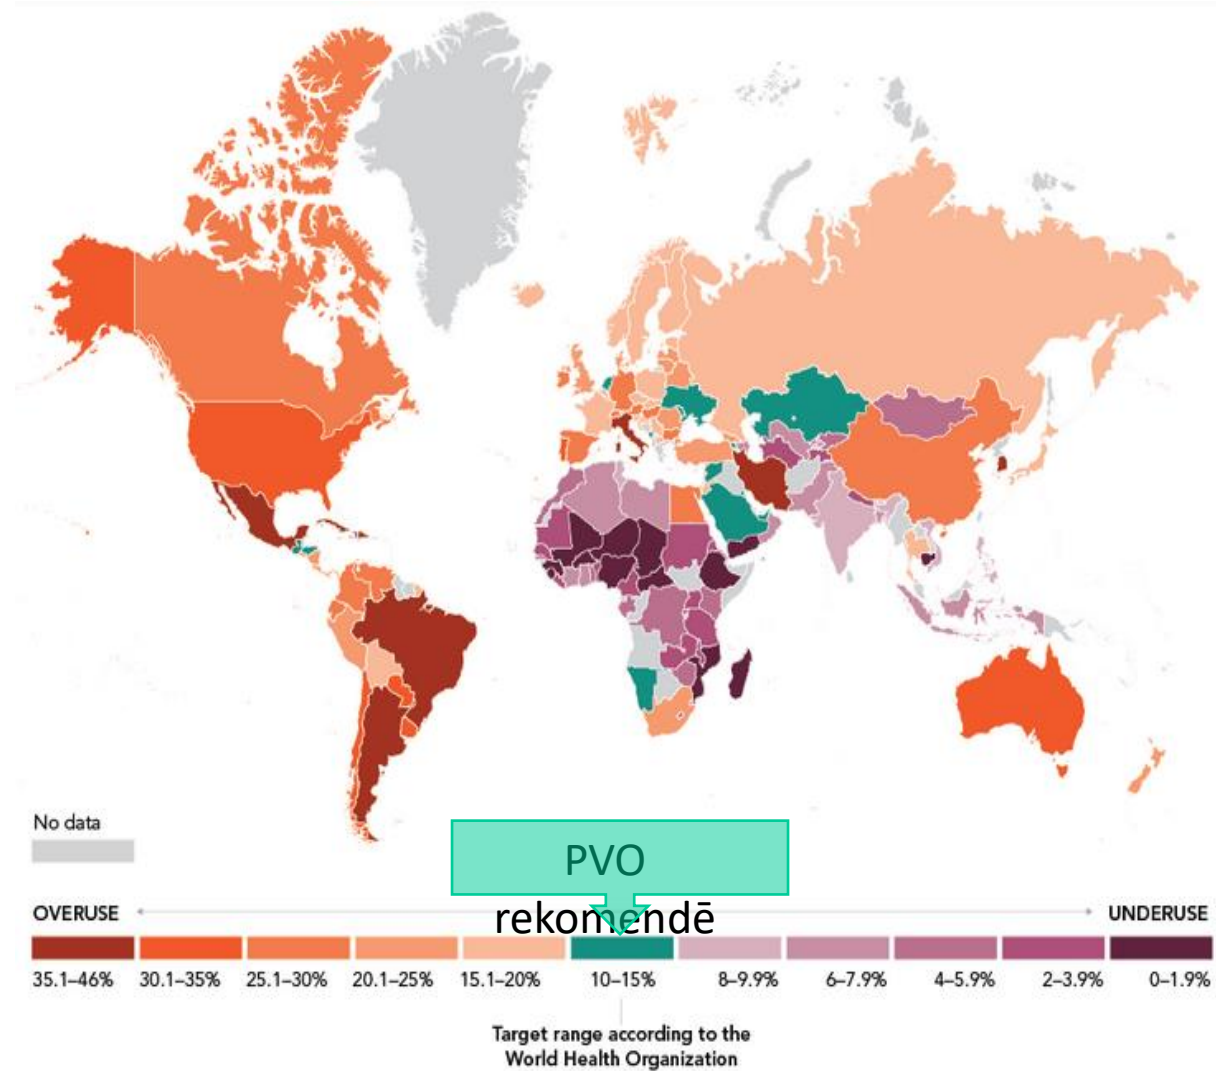 No data
PVO
rekomendē
OVERUSE
UNDERUSE
35.1–46%
30.1–35%
25.1–30%
20.1–25%
15.1–20%
10–15%
8–9.9%
6–7.9%
4–5.9%
2–3.9%
0–1.9%
Target range according to the
World Health Organization